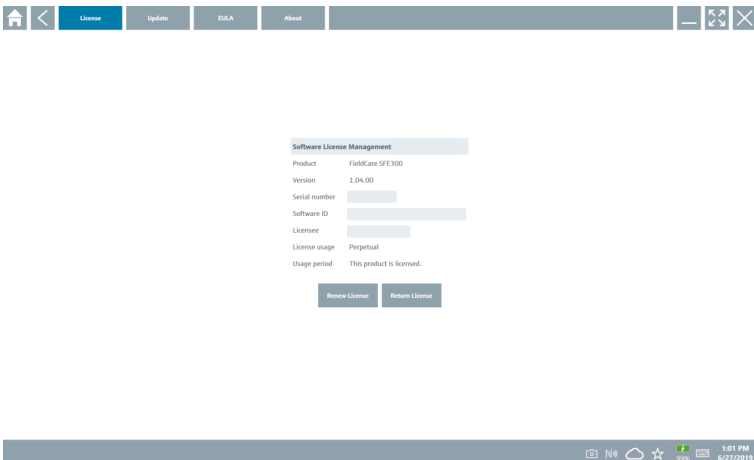 License Update EULA About
Software License Management
Product FieldCare SFE300
Version 1.04.00
Serial number
Software ID
Licensee
License usage Perpetual
Usage period This product is licensed.
Renew License Return License
1:01 PM
99% 6/27/2019